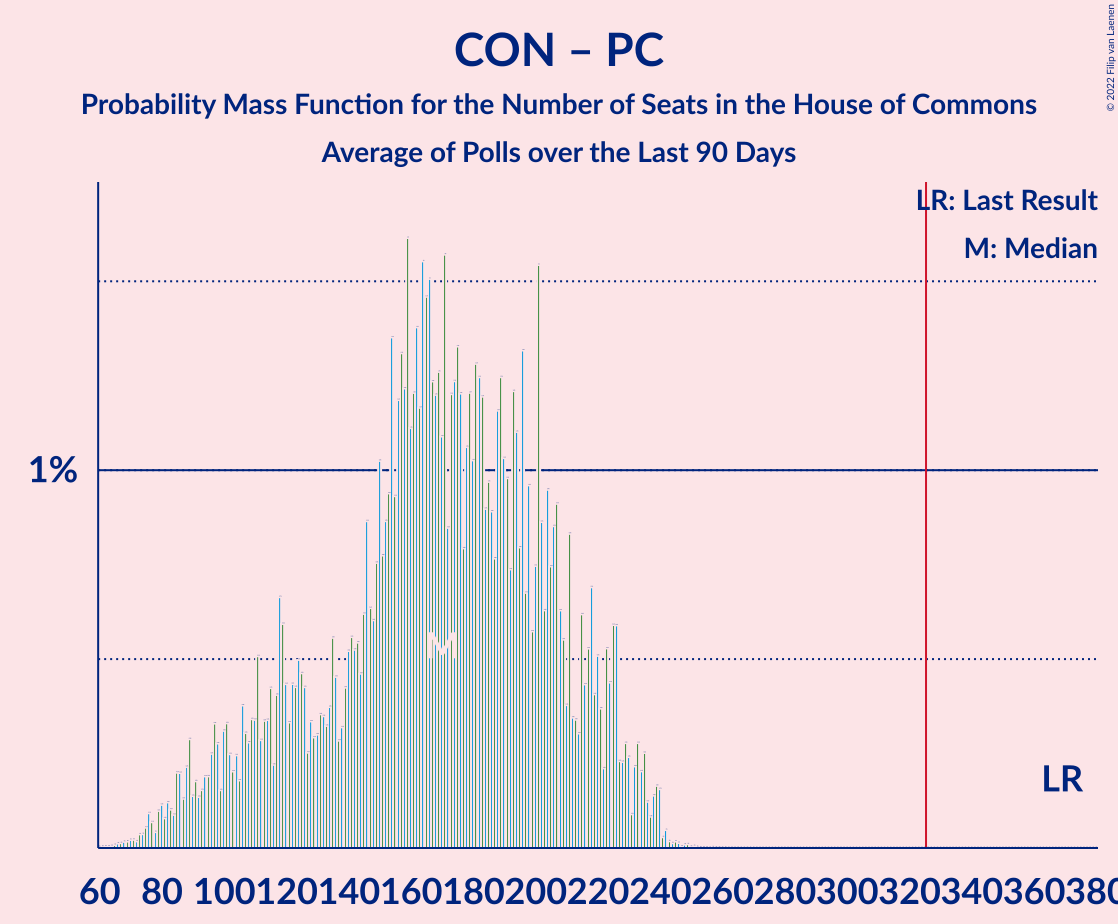 CON – PC
Probability Mass Function for the Number of Seats in the House of Commons
Average of Polls over the Last 90 Days
© 2022 Filip van Laenen
LR: Last Result
M: Median
1%
M
LR
60 80 100 120 140 160 180 200 220 240 260 280 300 320 340 360 380